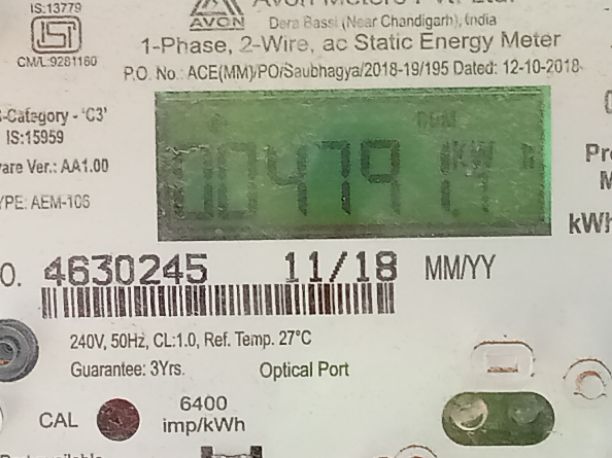 IS:13779
CM/L:9281160
AVON
Dera Bassi (Near Chandigarh), India
1-Phase, 2-Wire, ac Static Energy Meter
P.O. No.: ACE(MM)/PO/Saubhagya/2018-19/195 Dated: 12-10-2018
-Category - 'C3'
IS:15959
are Ver.: AA1.00
YPE: AEM-106
kWh
O. 4630245 11/18 MM/YY
240V, 50Hz, CL:1.0, Ref. Temp. 27°C
Guarantee: 3Yrs. Optical Port
CAL
6400
imp/kWh